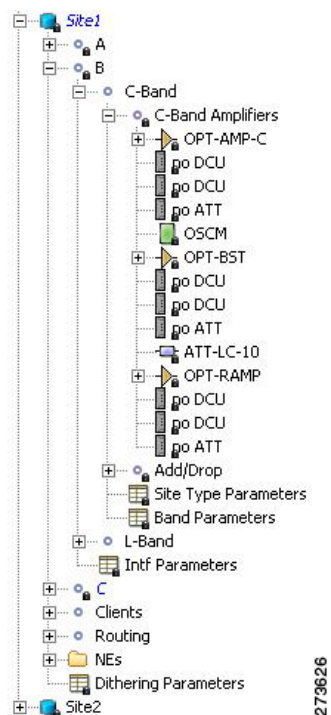 Site1
A
B
C-Band
C-Band Amplifiers
OPT-AMP-C
no DCU
no DCU
no ATT
OSCM
OPT-BST
no DCU
no DCU
no ATT
ATT-LC-10
OPT-RAMP
no DCU
no DCU
no ATT
Add/Drop
Site Type Parameters
Band Parameters
L-Band
Intf Parameters
C
Clients
Routing
NEs
Dithering Parameters
Site2
273626